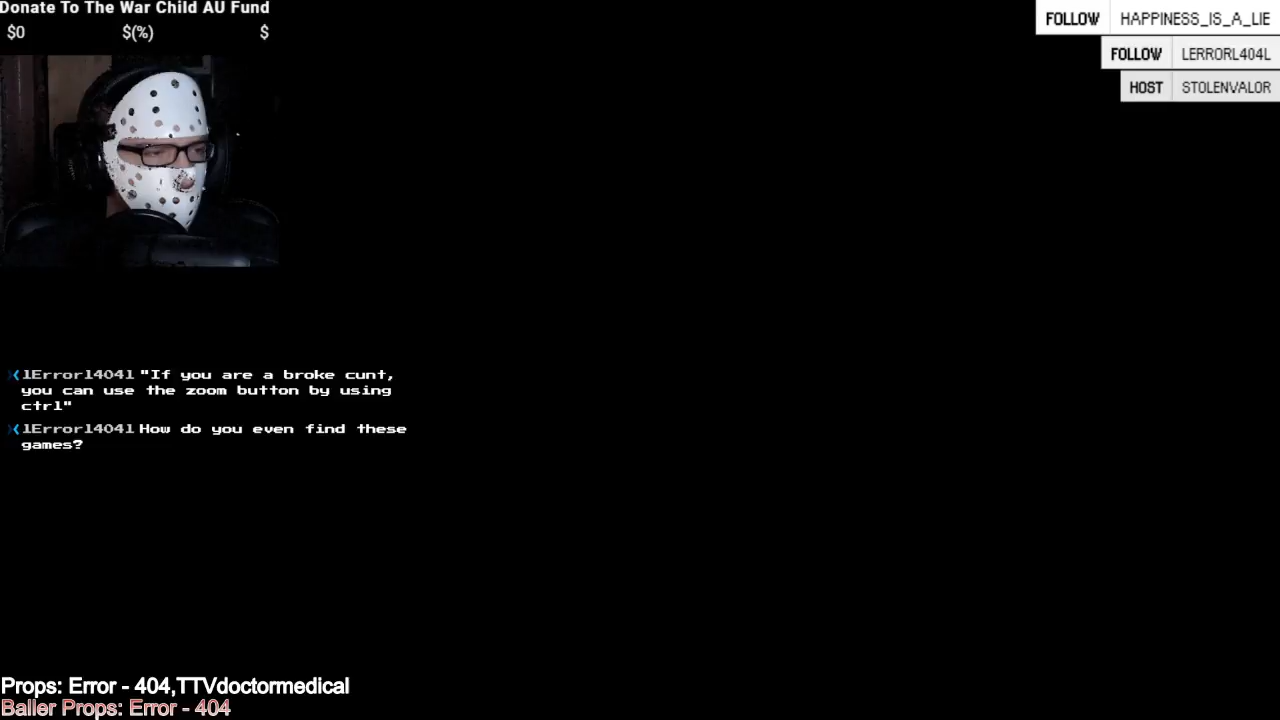 Donate To The War Child AU Fund
$0 $(%) $
FOLLOW HAPPINESS_IS_A_LIE
FOLLOW LERRORL404L
HOST STOLENVALOR
lErrorl404l "If you are a broke cunt,
you can use the zoom button by using
ctrl"
lErrorl404l How do you even find these
games?
Props: Error - 404,TTVdoctormedical
Baller Props: Error - 404